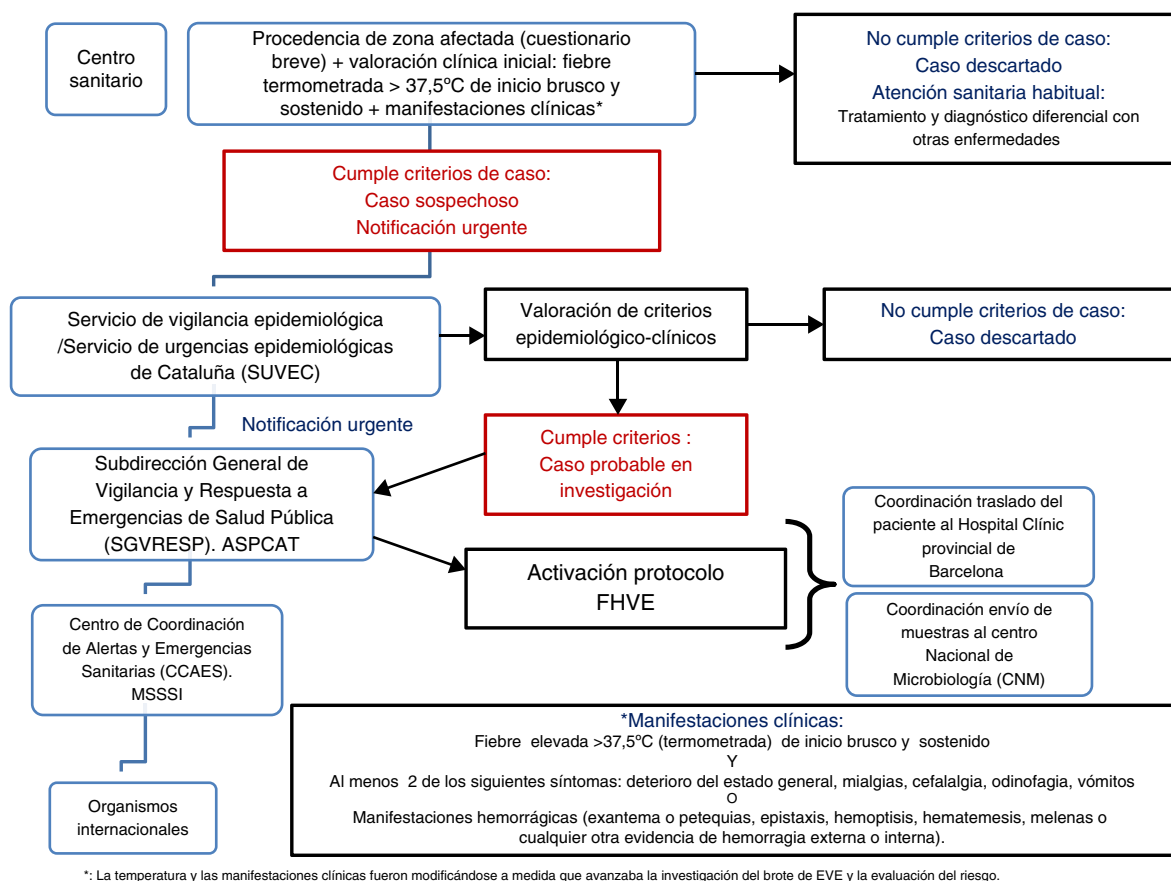 Centro
sanitario
Procedencia de zona afectada (cuestionario
breve) + valoración clínica inicial: fiebre
termometrada > 37,5ºC de inicio brusco y
sostenido + manifestaciones clínicas*
No cumple criterios de caso:
Caso descartado
Atención sanitaria habitual:
Tratamiento y diagnóstico diferencial con
otras enfermedades
Cumple criterios de caso:
Caso sospechoso
Notificación urgente
Servicio de vigilancia epidemiológica
/Servicio de urgencias epidemiológicas
de Cataluña (SUVEC)
Valoración de criterios
epidemiológico-clínicos
No cumple criterios de caso:
Caso descartado
Notificación urgente
Cumple criterios :
Caso probable en
investigación
Subdirección General de
Vigilancia y Respuesta a
Emergencias de Salud Pública
(SGVRESP). ASPCAT
Activación protocolo
FHVE
Coordinación traslado del
paciente al Hospital Clínic
provincial de
Barcelona
Coordinación envío de
muestras al centro
Nacional de
Microbiología (CNM)
Centro de Coordinación
de Alertas y Emergencias
Sanitarias (CCAES).
MSSSI
Organismos
internacionales
*Manifestaciones clínicas:
Fiebre elevada >37,5ºC (termometrada) de inicio brusco y sostenido
Y
Al menos 2 de los siguientes síntomas: deterioro del estado general, mialgias, cefalalgia, odinofagia, vómitos
O
Manifestaciones hemorrágicas (exantema o petequias, epistaxis, hemoptisis, hematemesis, melenas o
cualquier otra evidencia de hemorragia externa o interna).
*: La temperatura y las manifestaciones clínicas fueron modificándose a medida que avanzaba la investigación del brote de EVE y la evaluación del riesgo.